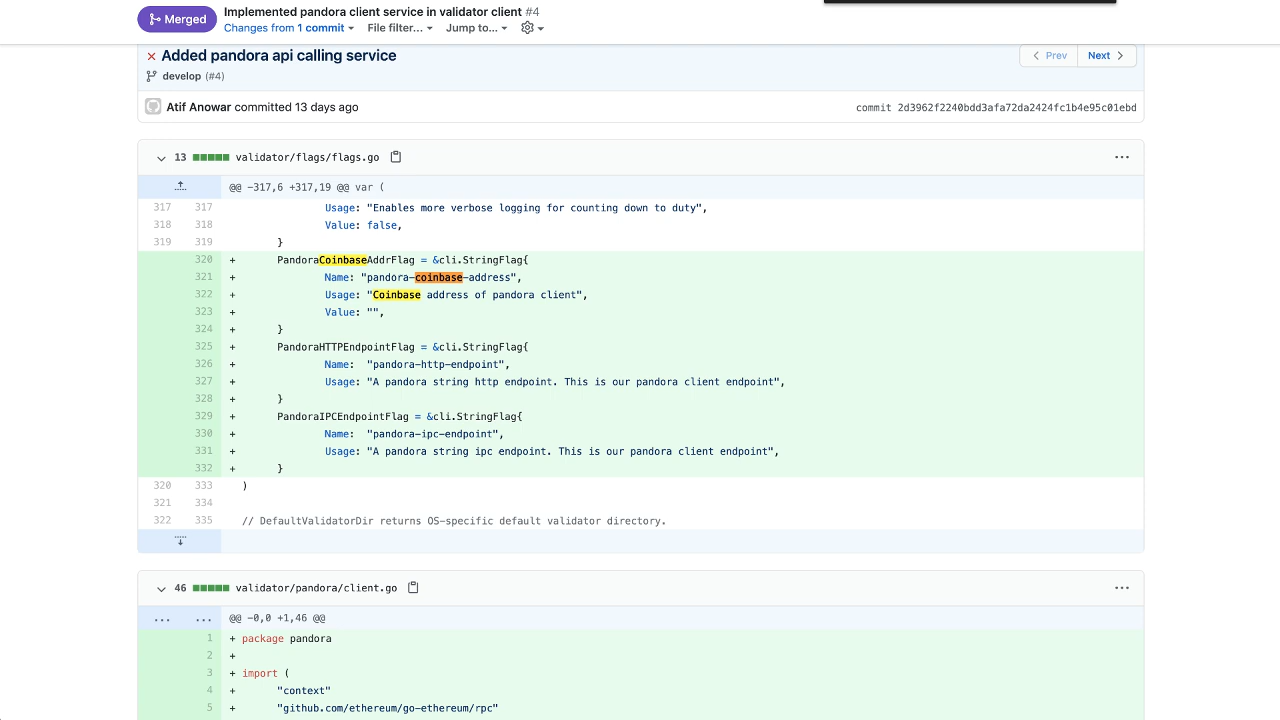 Merged
Implemented pandora client service in validator client #4
Changes from 1 commit File filter... Jump to...
Added pandora api calling service
Prev Next
develop (#4)
Atif Anowar committed 13 days ago
commit 2d3962f2240bdd3afa72da2424fc1b4e95c01ebd
13 validator/flags/flags.go
@@ -317,6 +317,19 @@ var (
317 317 Usage: "Enables more verbose logging for counting down to duty",
318 318 Value: false,
319 319 }
320 + PandoraCoinbaseAddrFlag = &cli.StringFlag{
321 + Name: "pandora-coinbase-address",
322 + Usage: "Coinbase address of pandora client",
323 + Value: "",
324 + }
325 + PandoraHTTPEndpointFlag = &cli.StringFlag{
326 + Name: "pandora-http-endpoint",
327 + Usage: "A pandora string http endpoint. This is our pandora client endpoint",
328 + }
329 + PandoraIPCEndpointFlag = &cli.StringFlag{
330 + Name: "pandora-ipc-endpoint",
331 + Usage: "A pandora string ipc endpoint. This is our pandora client endpoint",
332 + }
320 333 )
321 334
322 335 // DefaultValidatorDir returns OS-specific default validator directory.
46 validator/pandora/client.go
... ... @@ -0,0 +1,46 @@
1 + package pandora
2 +
3 + import (
4 + "context"
5 + "github.com/ethereum/go-ethereum/rpc"